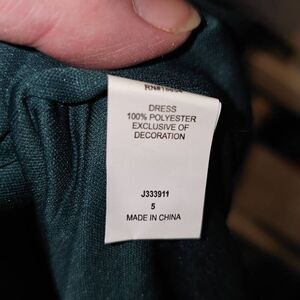 DRESS
100% POLYESTER
EXCLUSIVE OF
DECORATION
J333911
5
MADE IN CHINA